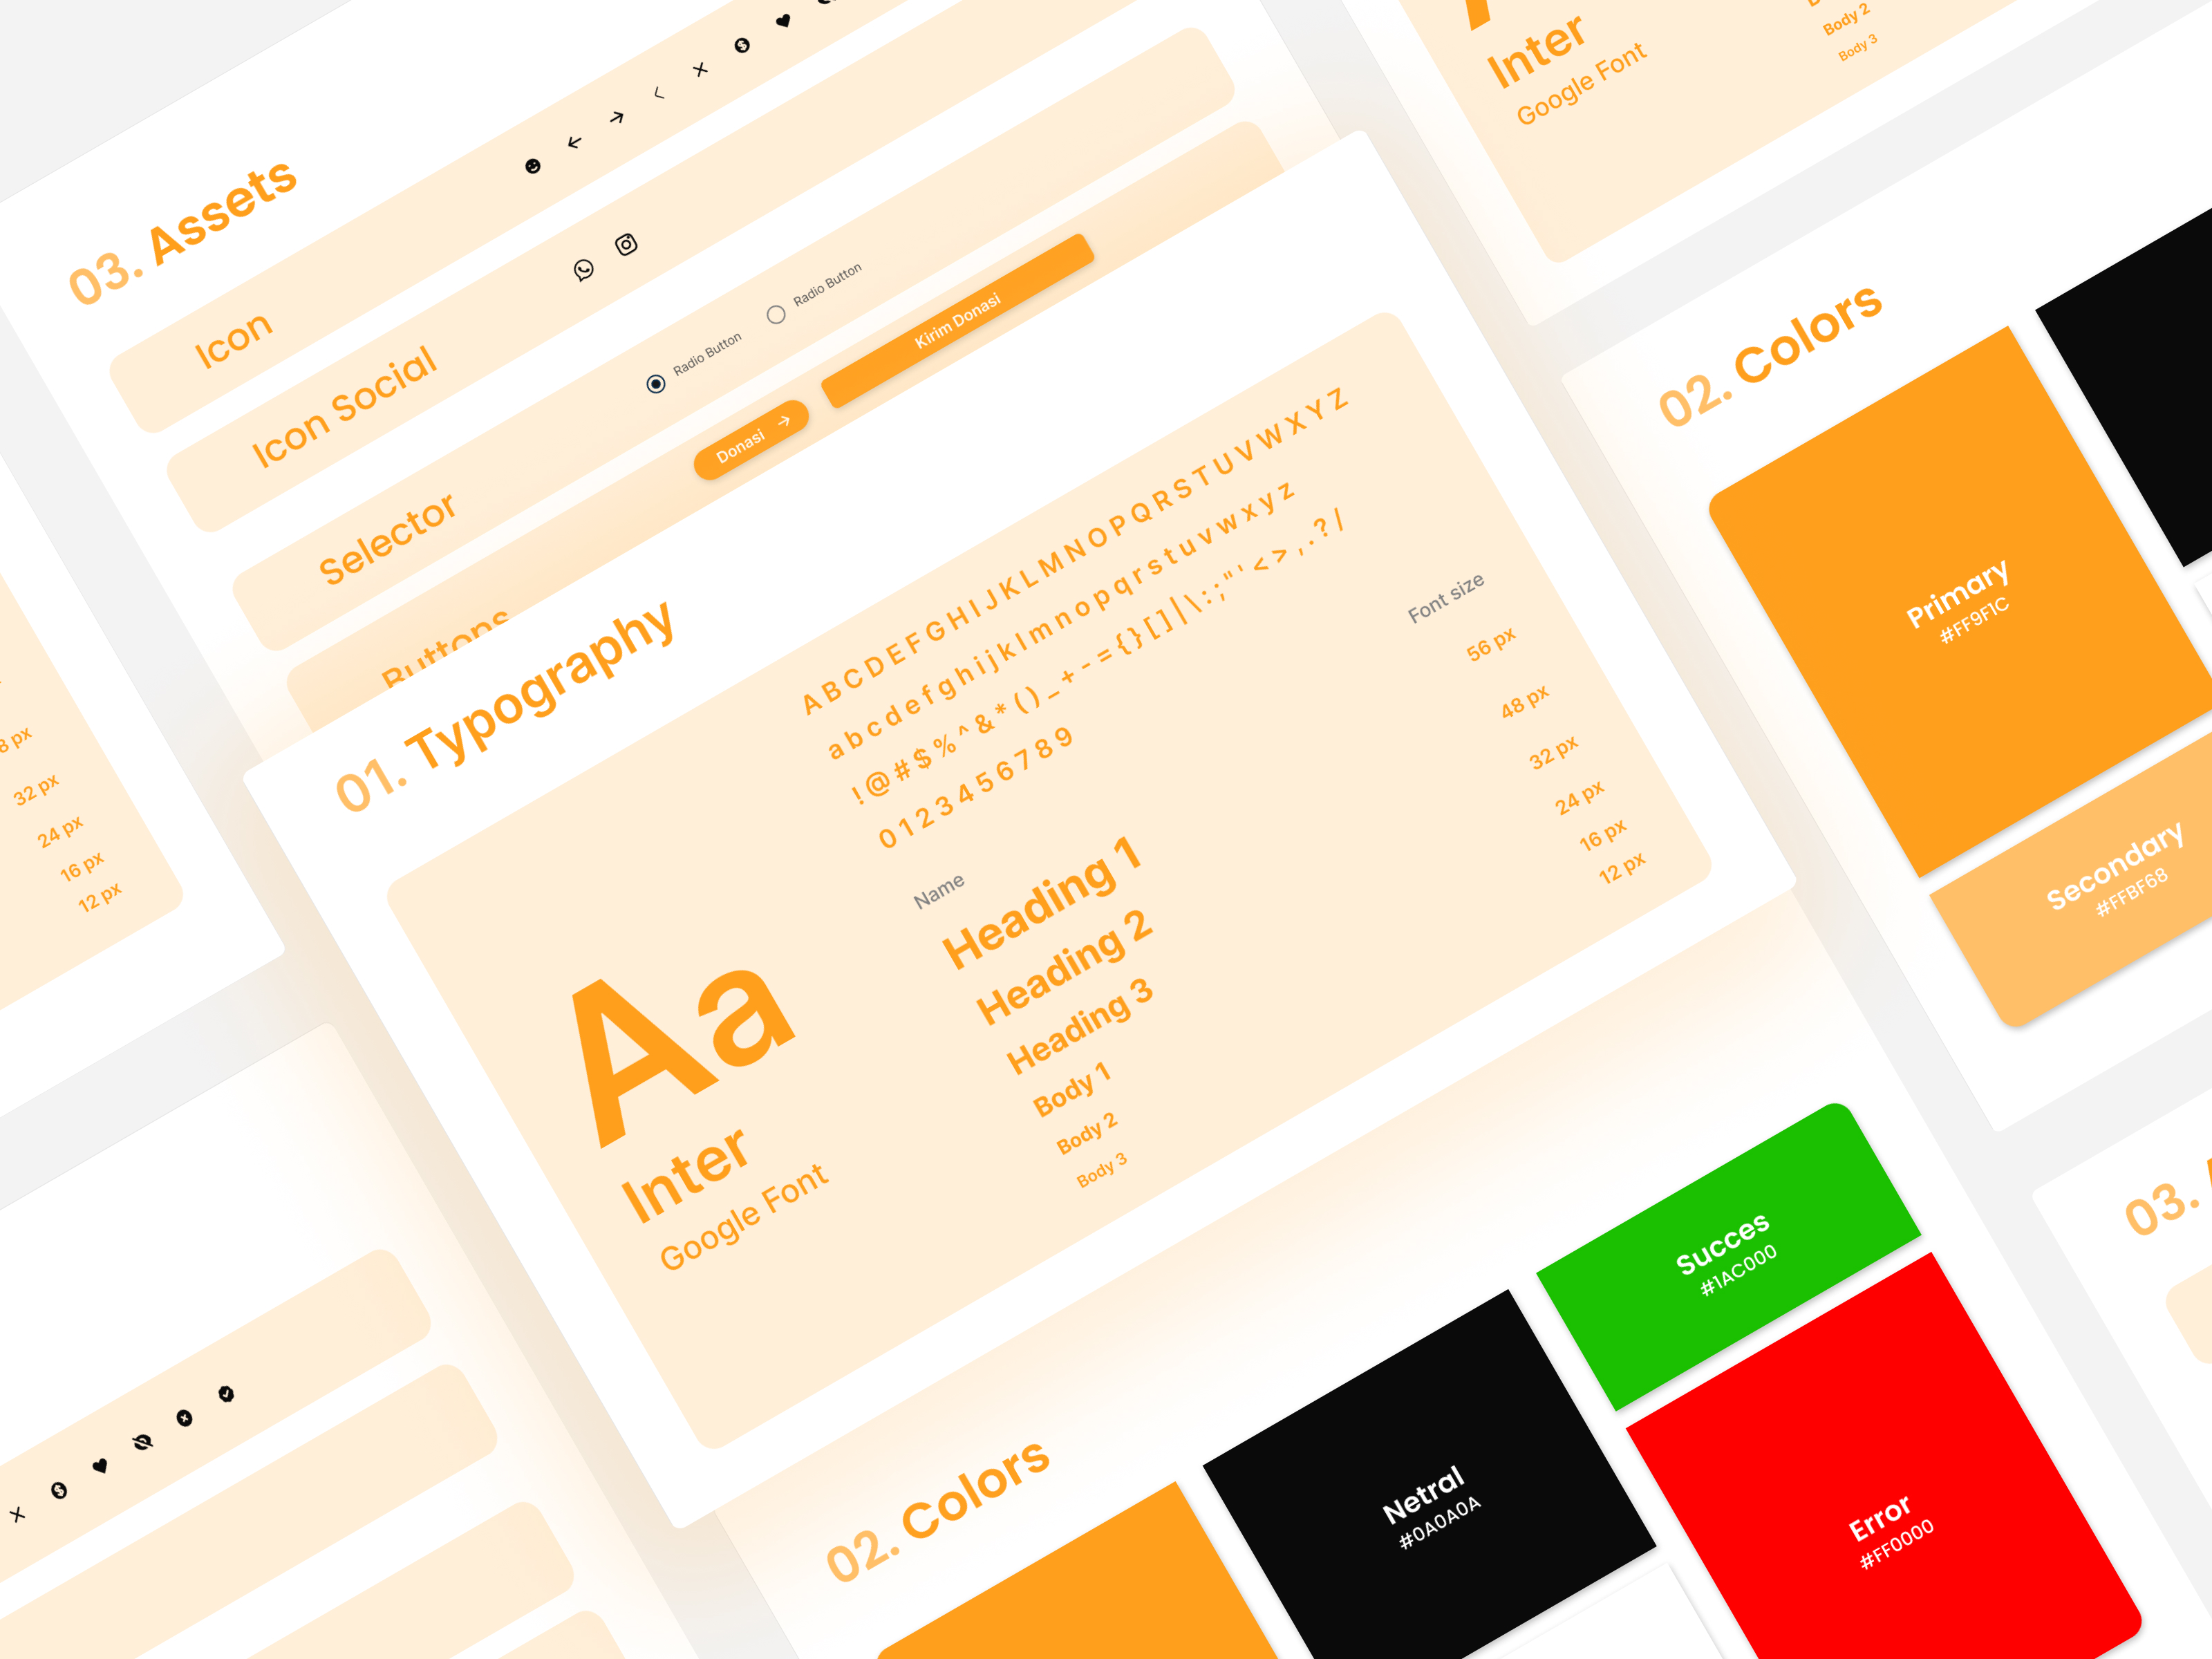 03. Assets
Icon
Icon Social
Selector
Radio Button
Radio Button
Buttons
Donasi
Kirim Donasi
Inter
Google Font
Body 2
Body 3
01. Typography
A B C D E F G H I J K L M N O P Q R S T U V W X Y Z
a b c d e f g h i j k l m n o p q r s t u v w x y z
! @ # $ % ^ & * ( ) _ + - = { } [ ] | \ : ; " ' < > , . ? /
0 1 2 3 4 5 6 7 8 9
Name
Font size
Heading 1
56 px
Heading 2
48 px
Heading 3
32 px
Body 1
24 px
Body 2
16 px
Body 3
12 px
Aa
Inter
Google Font
02. Colors
Primary
#FF9F1C
Secondary
#FFBF68
32 px
24 px
16 px
12 px
02. Colors
Netral
#0A0A0A
Succes
#1AC000
Error
#FF0000
03.